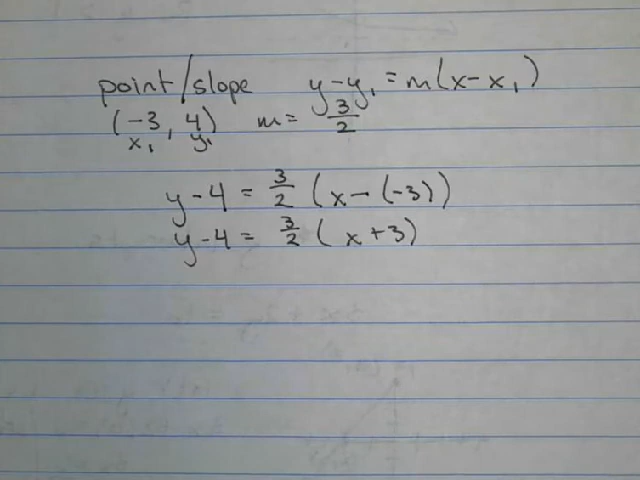 point/slope y-y₁ = m(x-x₁)
(-3, 4) m = 3/2
x₁ y₁
y-4 = 3/2 (x-(-3))
y-4 = 3/2 (x+3)